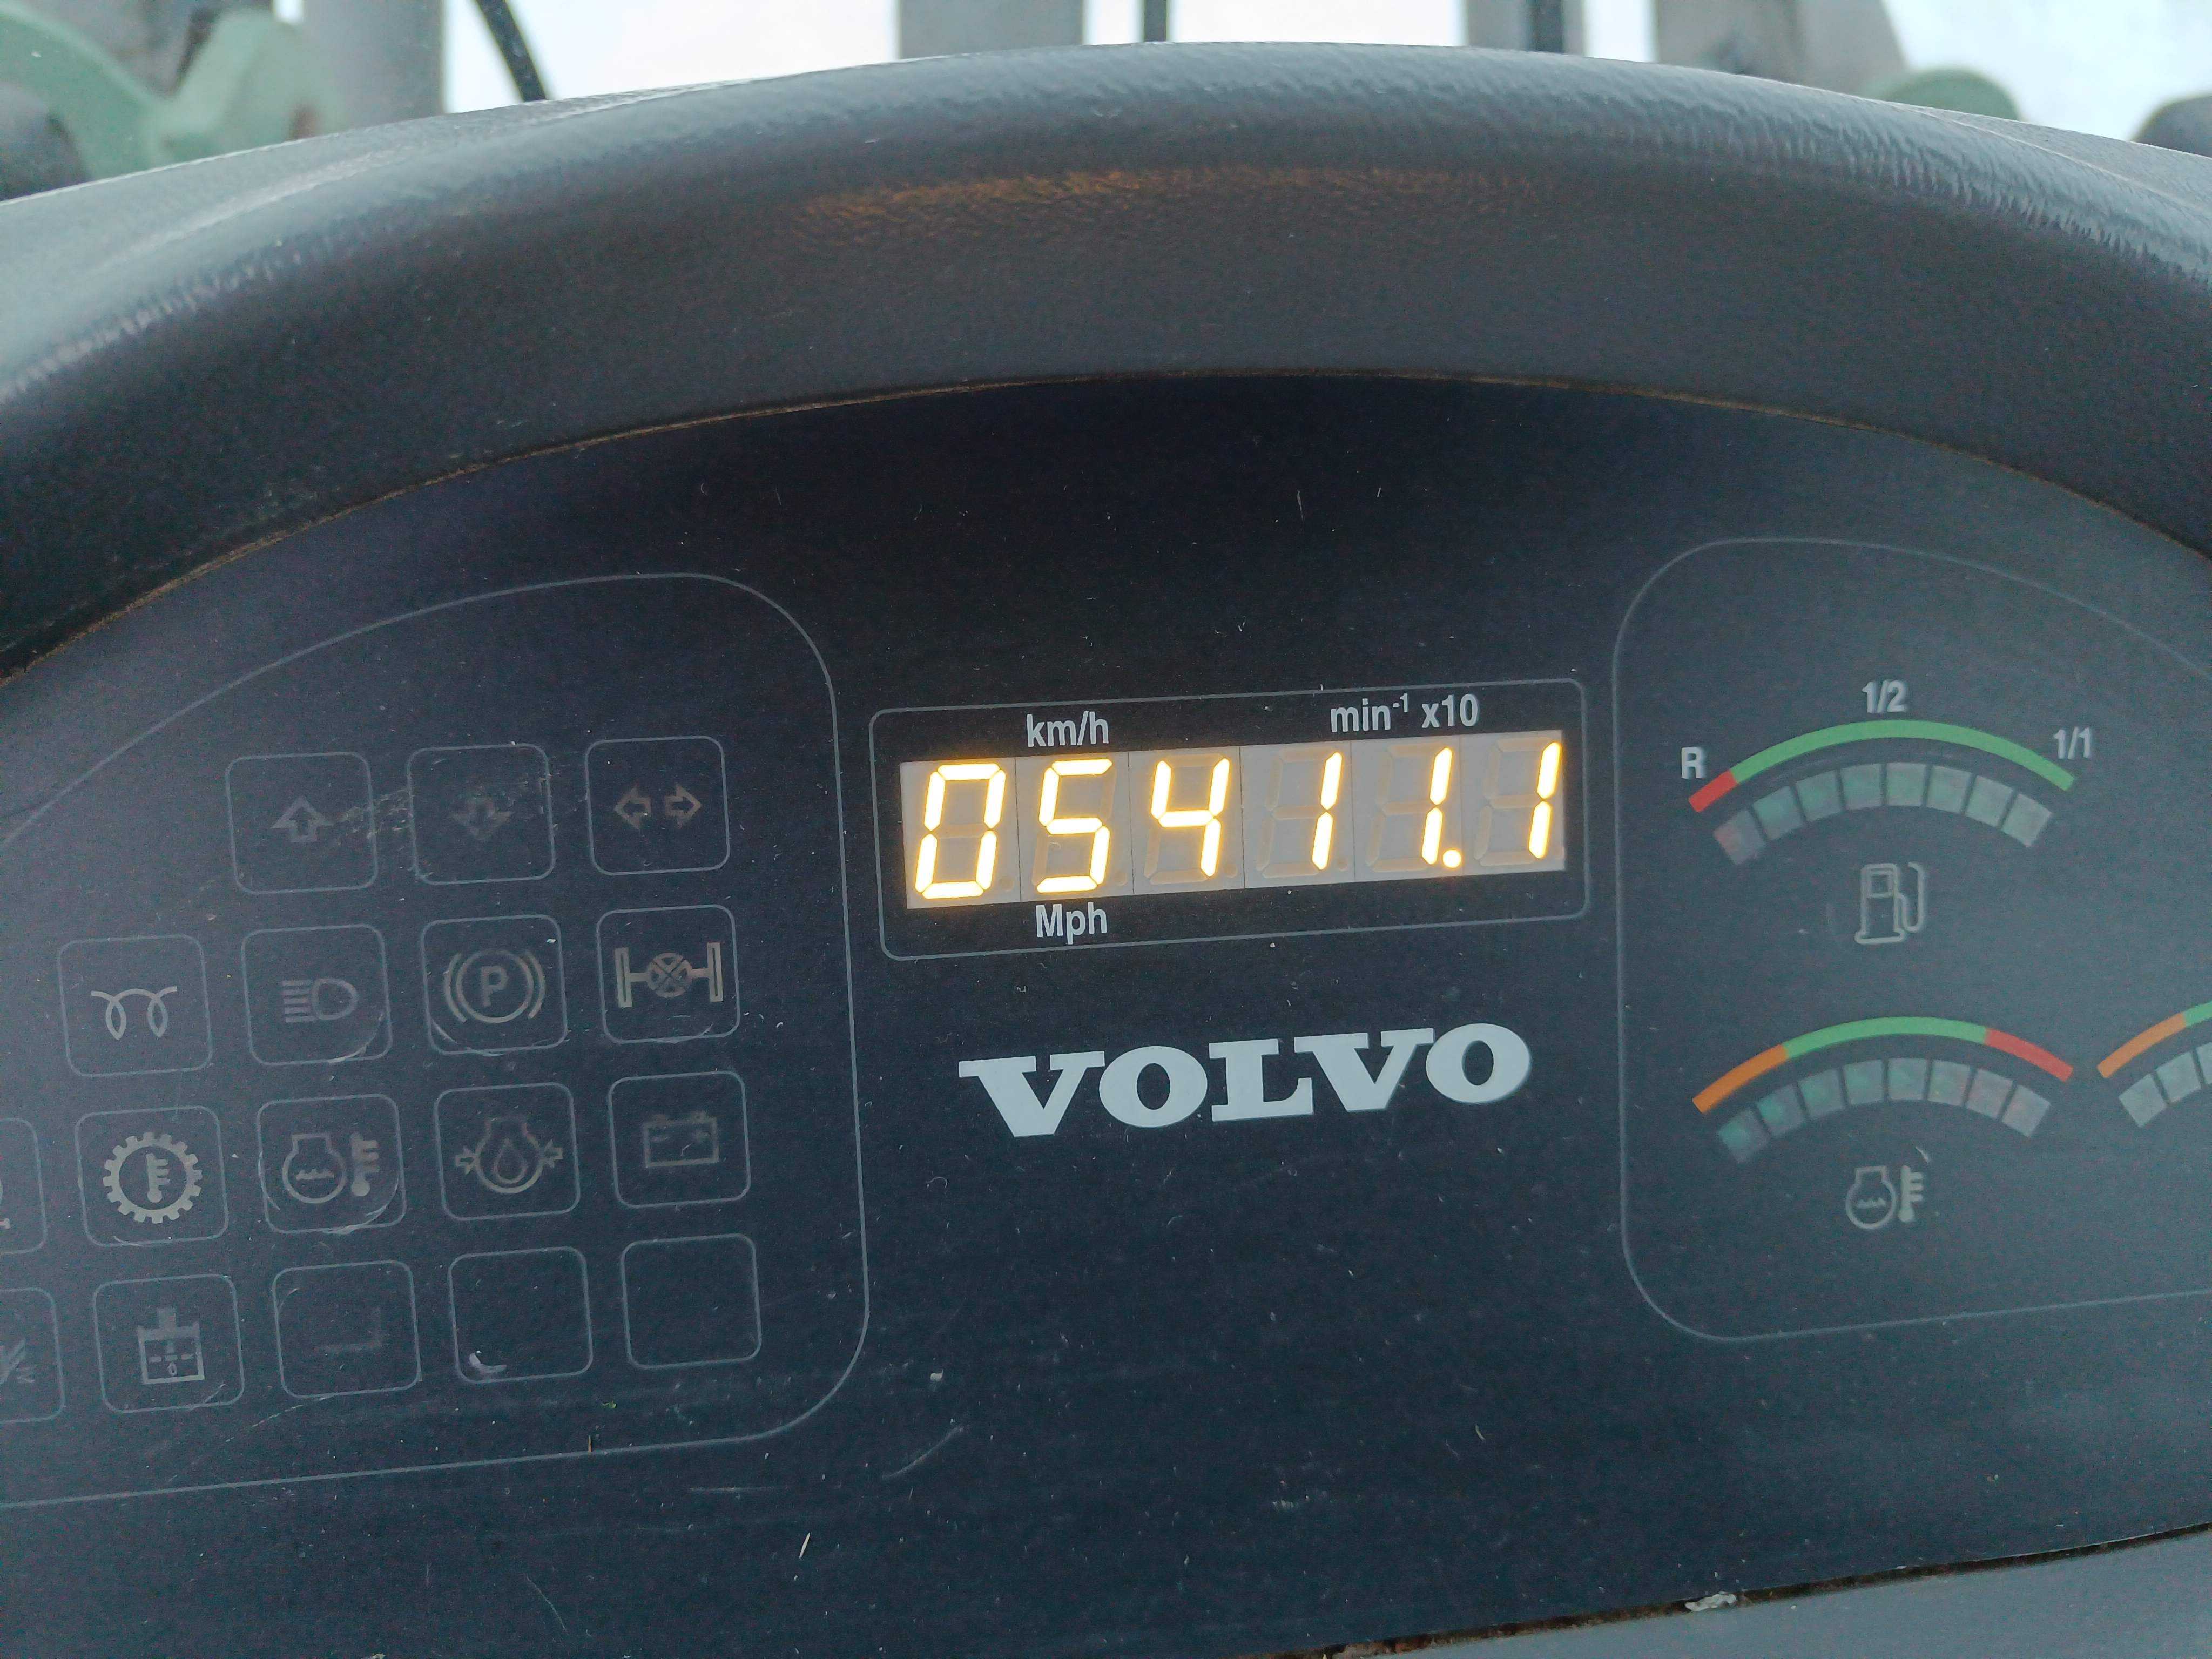 km/h min⁻¹ x10
05411.1
Mph
VOLVO
R 1/2 1/1
P